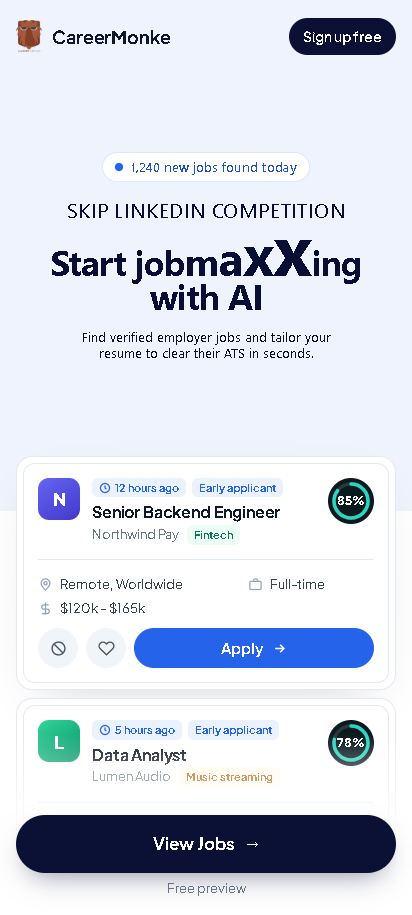 CareerMonke
Sign up free
1,240 new jobs found today
SKIP LINKEDIN COMPETITION
Start jobmaxXing
with AI
Find verified employer jobs and tailor your
resume to clear their ATS in seconds.
N
12 hours ago
Early applicant
85%
Senior Backend Engineer
Northwind Pay
Fintech
Remote, Worldwide
Full-time
$120k - $165k
Apply →
L
5 hours ago
Early applicant
78%
Data Analyst
Lumen Audio
Music streaming
View Jobs →
Free preview